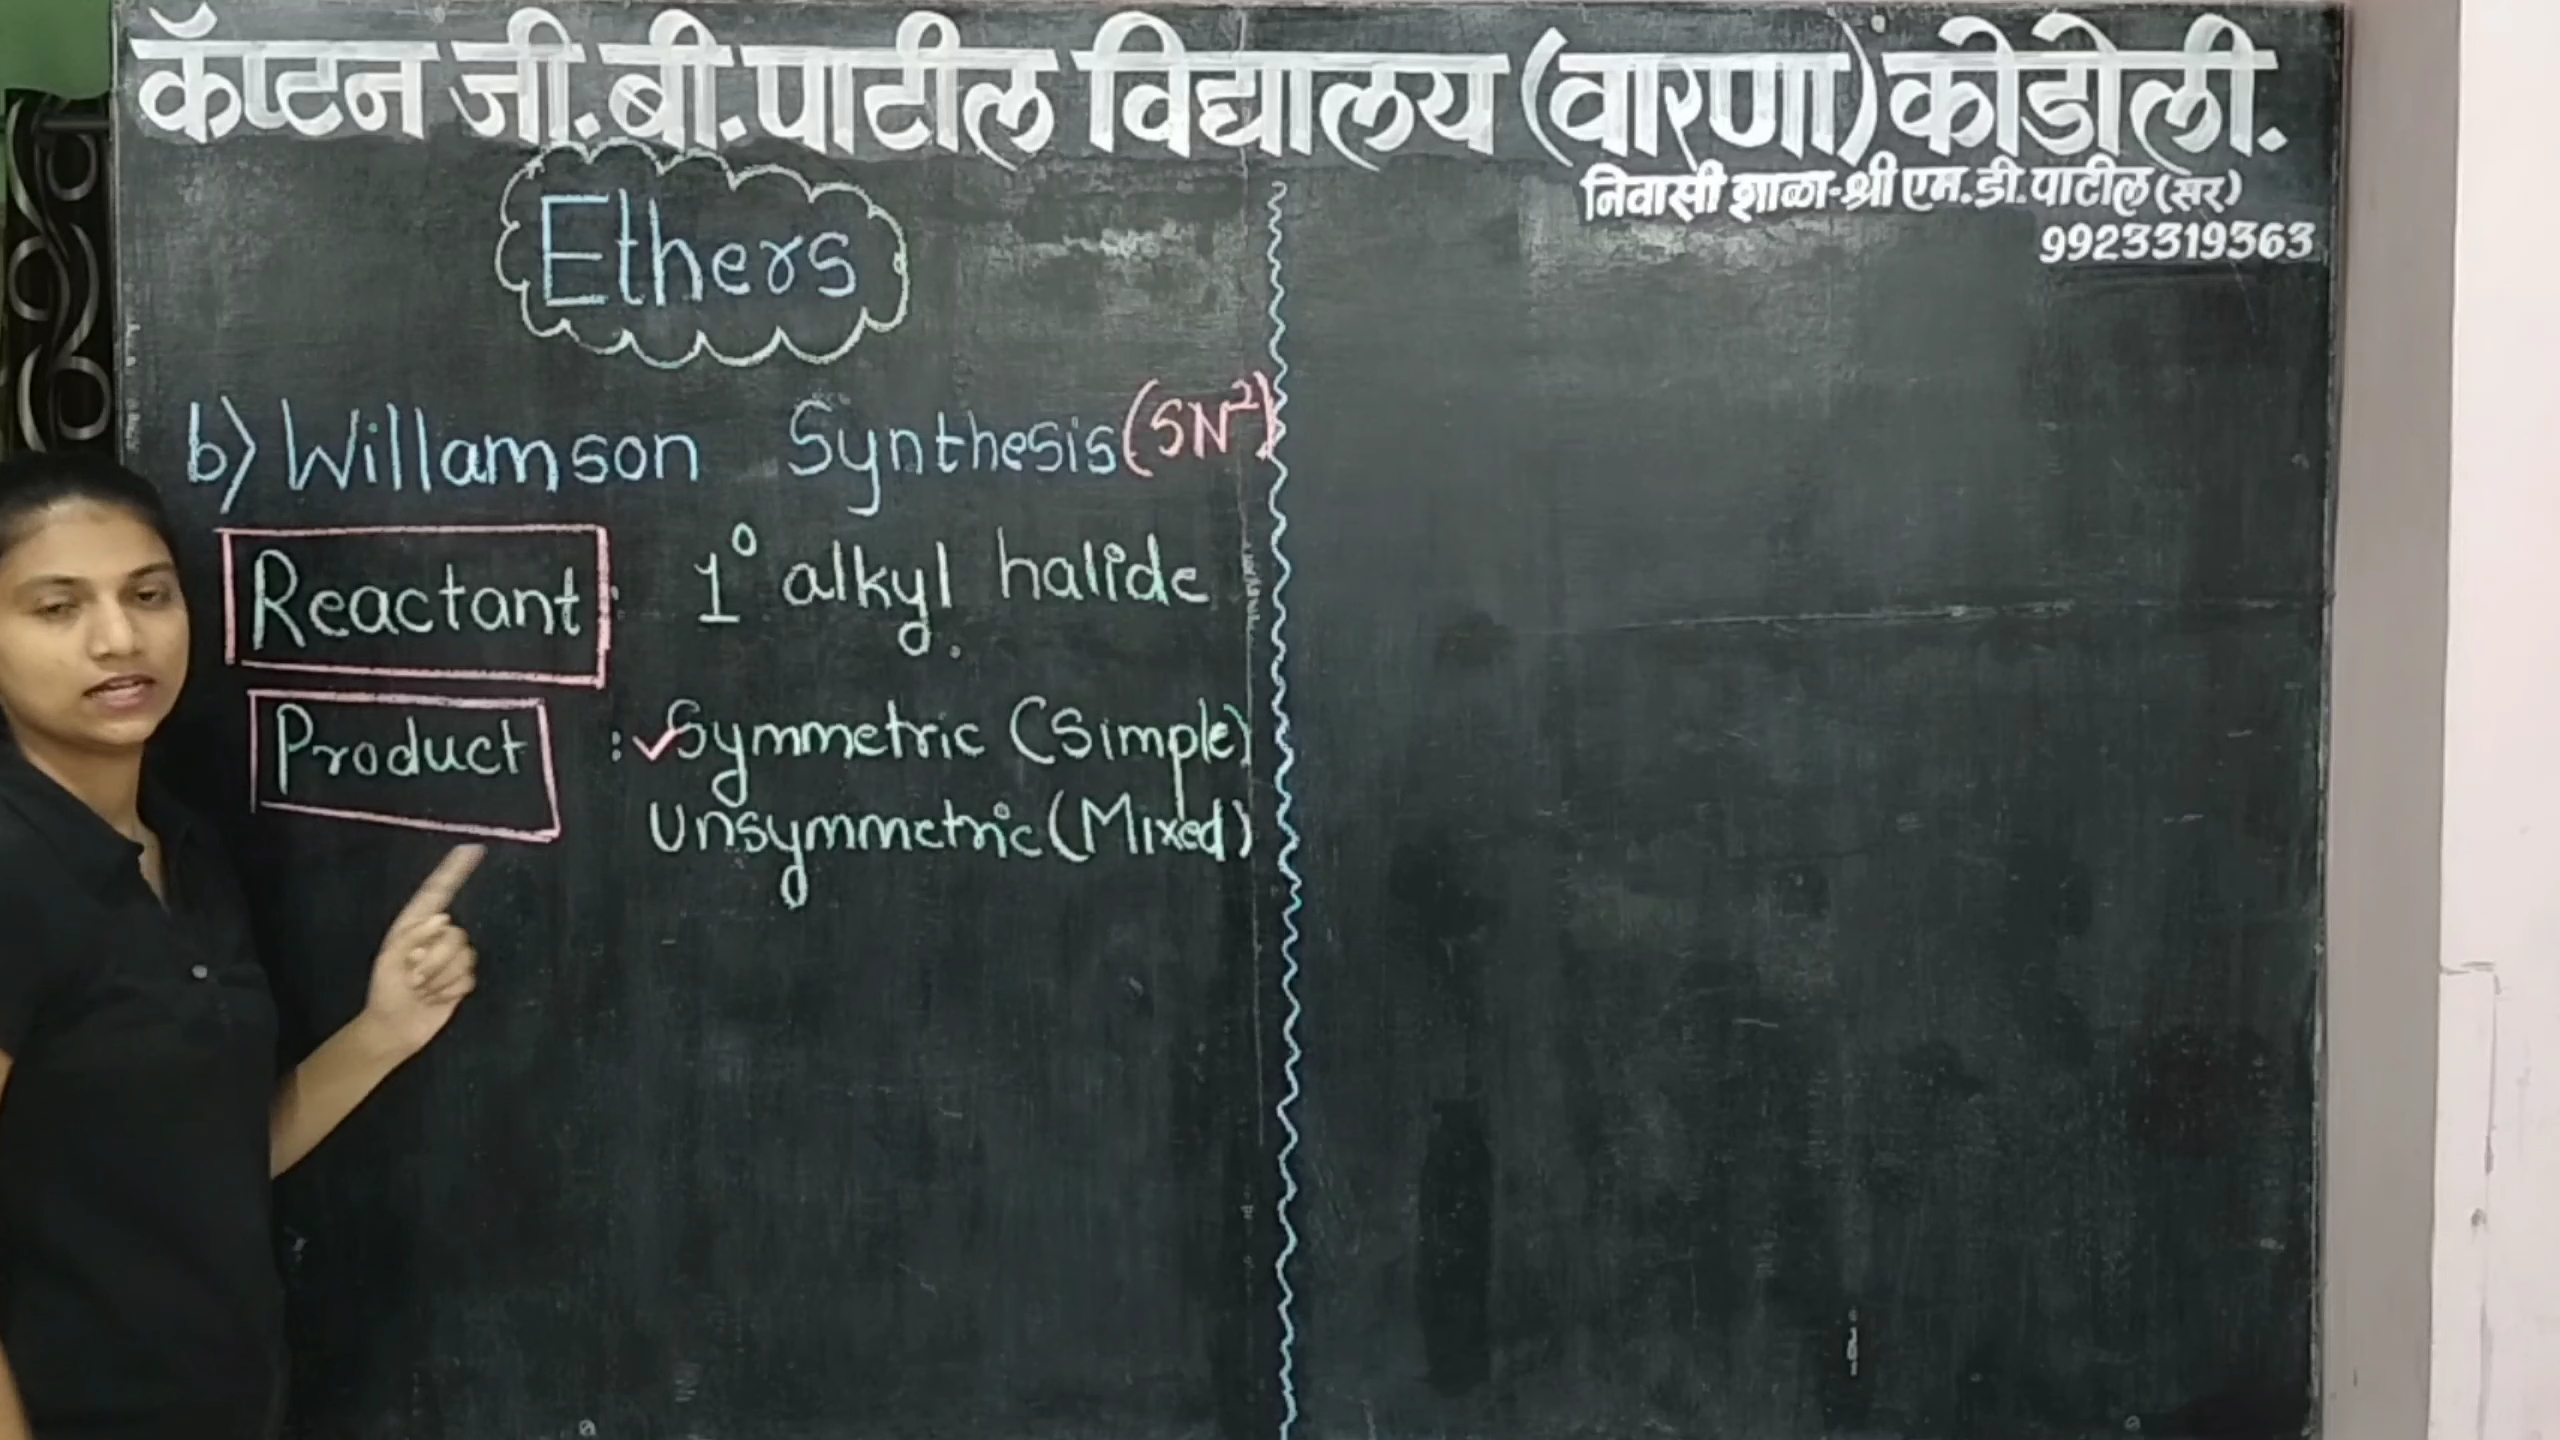 कॅप्टन जी.बी.पाटील विद्यालय (वारणा) कोडोली.
निवासी शाळा-श्री एम.डी.पाटील (सर)
9923319363
Ethers
b) Willamson Synthesis (SN²)
Reactant : 1° alkyl halide
Product : ✓Symmetric (Simple)
Unsymmetric (Mixed)